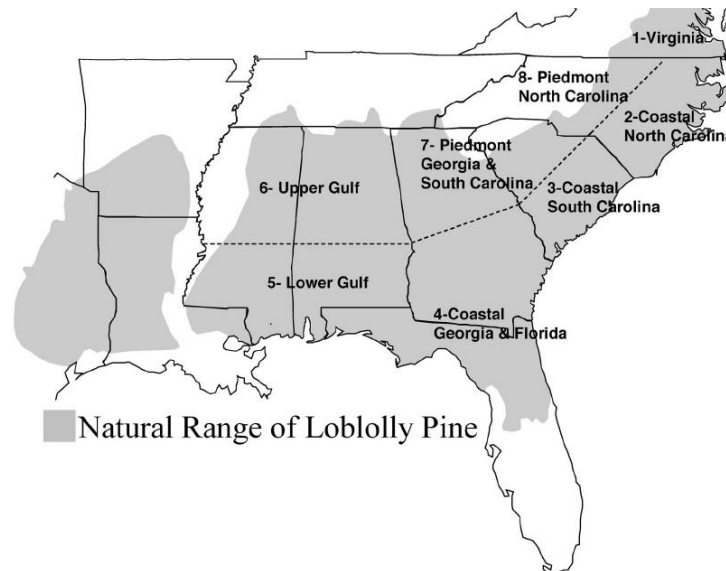 1-Virginia
8- Piedmont
North Carolina
2-Coastal
North Carolina
7- Piedmont
Georgia &
South Carolina
6- Upper Gulf
3-Coastal
South Carolina
5- Lower Gulf
4-Coastal
Georgia & Florida
Natural Range of Loblolly Pine